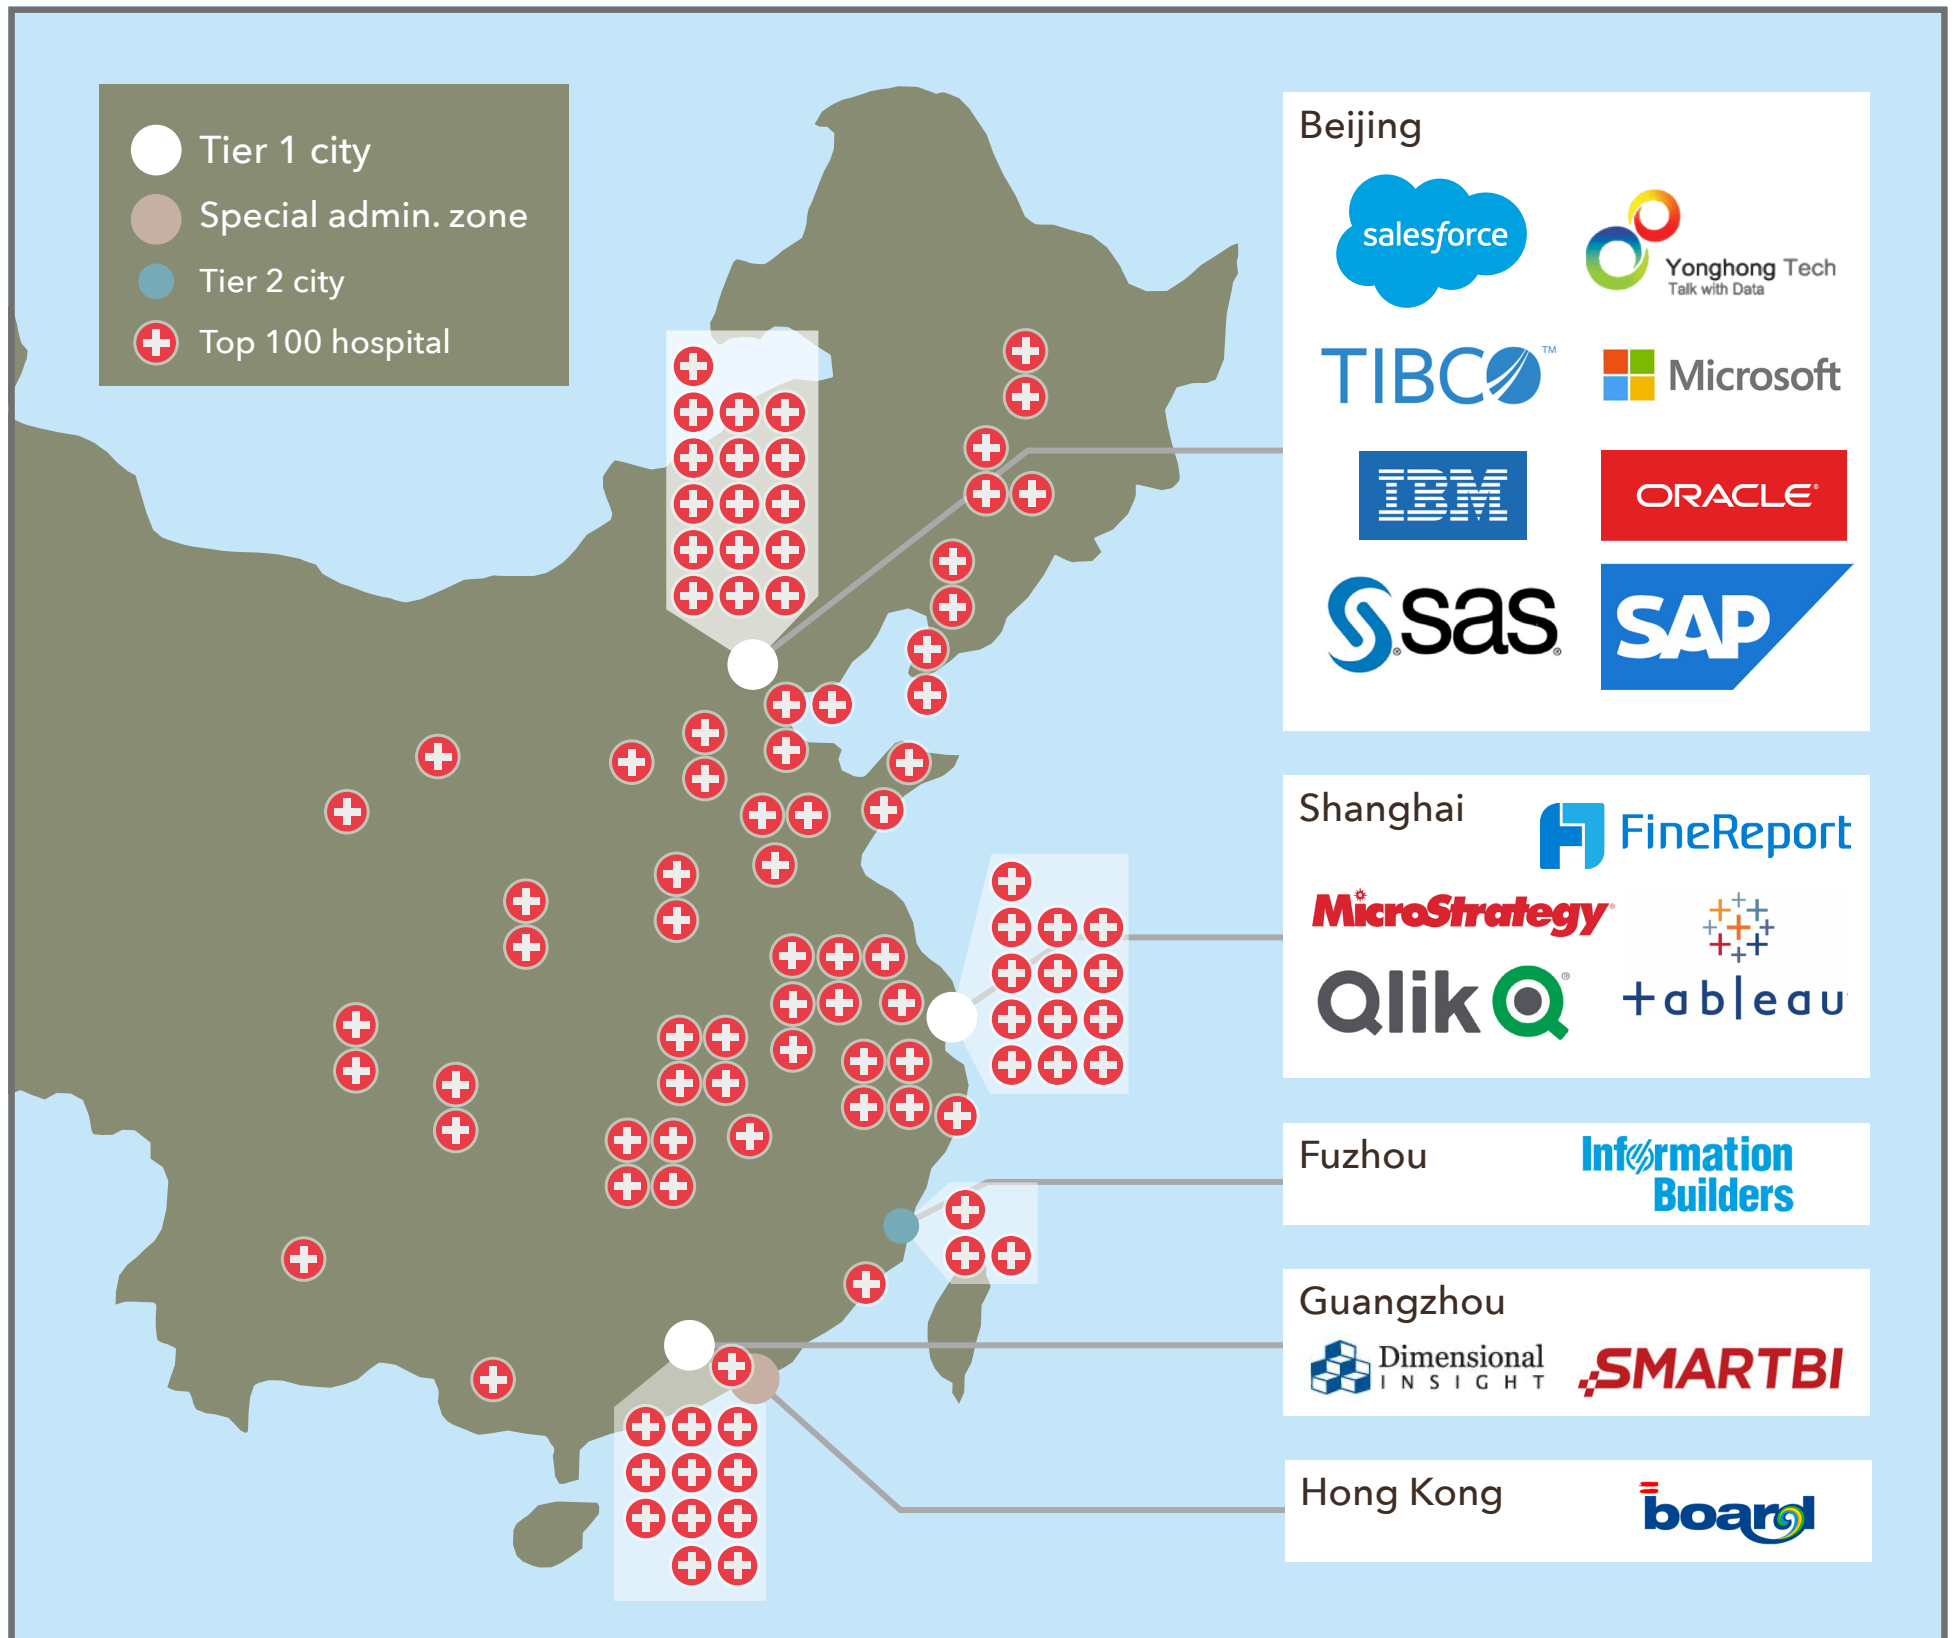 Tier 1 city
Special admin. zone
Tier 2 city
Top 100 hospital
Beijing
salesforce
Yonghong Tech
Talk with Data
TIBCO™
Microsoft
IBM
ORACLE®
sas®
SAP
Shanghai
FineReport
MicroStrategy®
Qlik Q®
+ableau
Fuzhou
Information
Builders
Guangzhou
Dimensional
INSIGHT
SMARTBI
Hong Kong
board